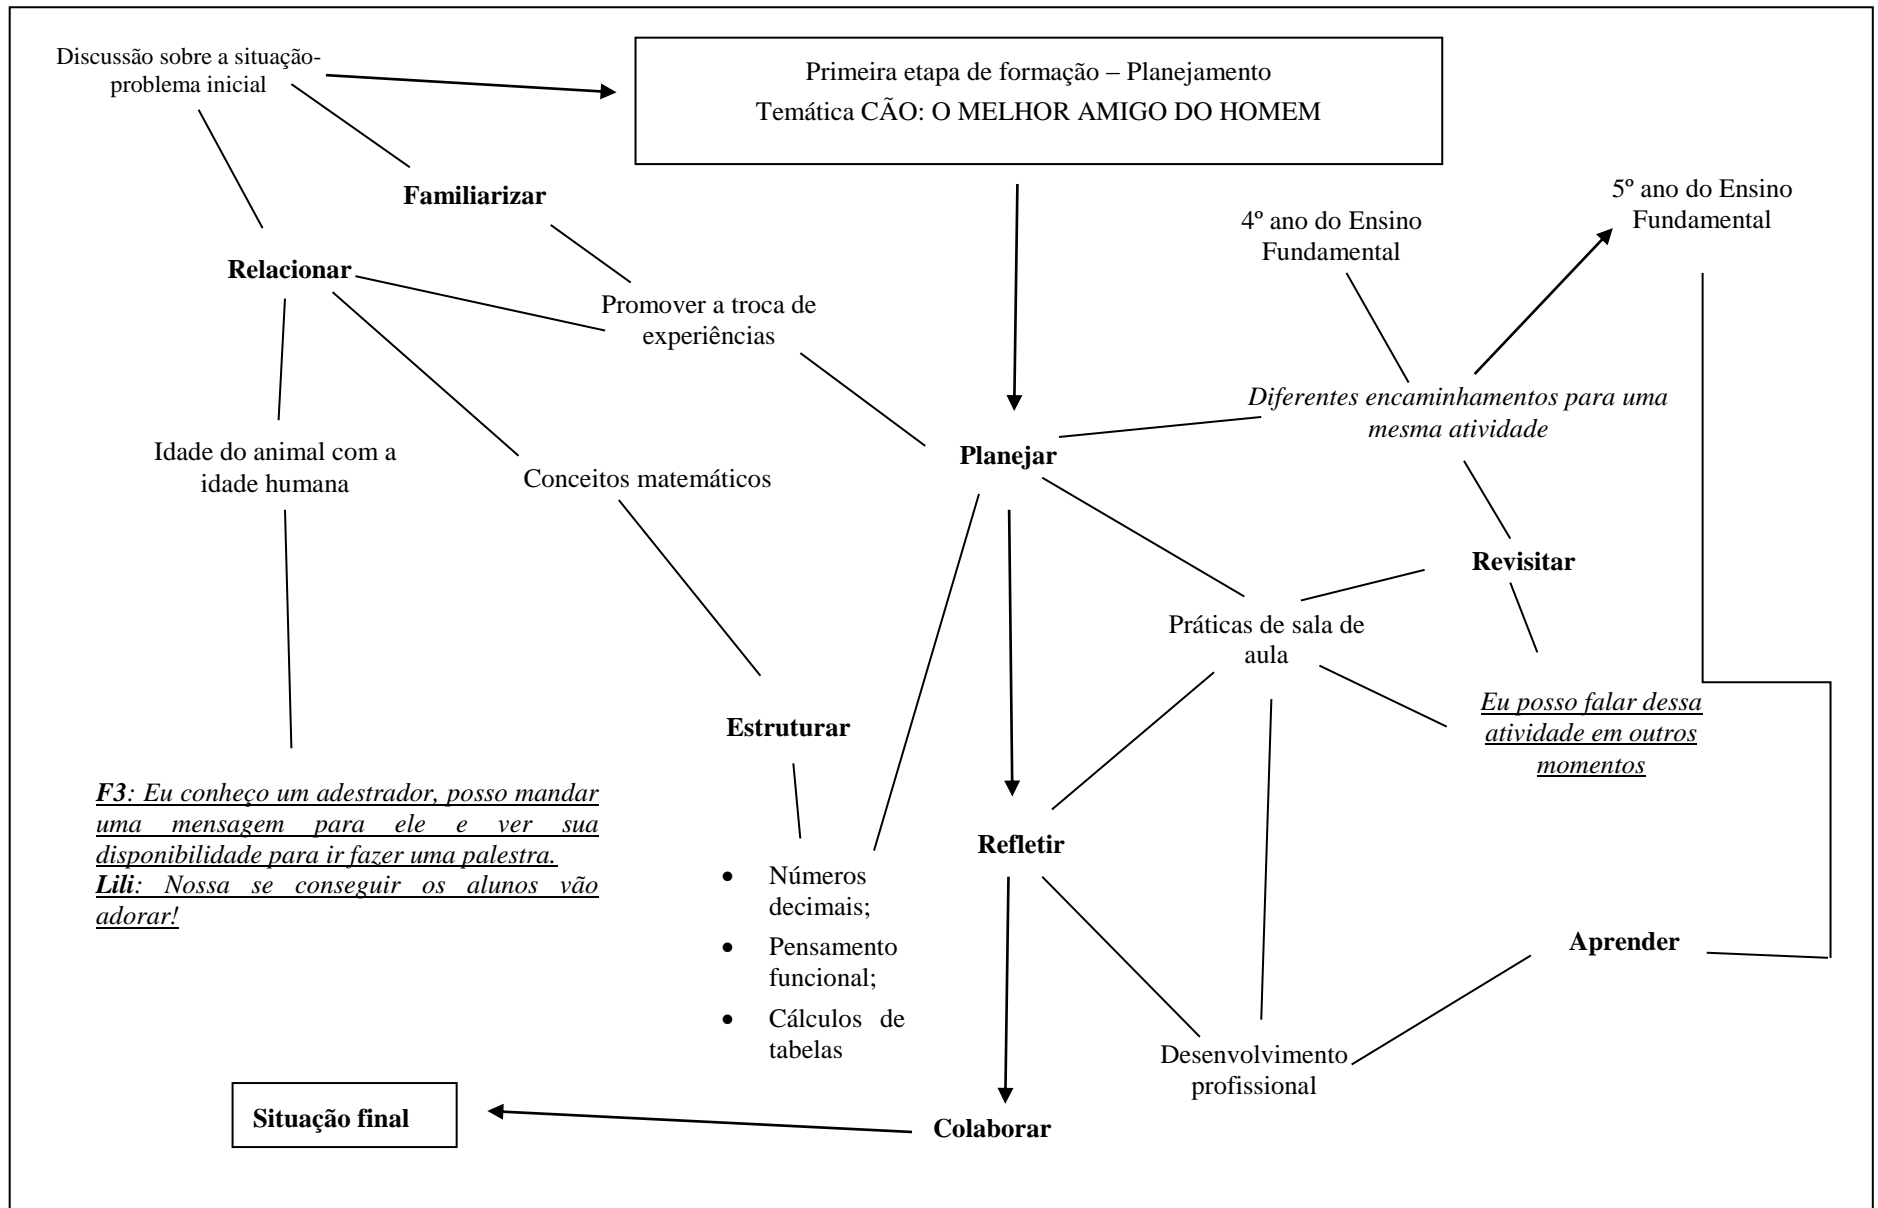 Discussão sobre a situação-
problema inicial
Primeira etapa de formação – Planejamento
Temática CÃO: O MELHOR AMIGO DO HOMEM
Familiarizar
4º ano do Ensino
Fundamental
5º ano do Ensino
Fundamental
Relacionar
Promover a troca de
experiências
Diferentes encaminhamentos para uma
mesma atividade
Idade do animal com a
idade humana
Conceitos matemáticos
Planejar
Revisitar
Práticas de sala de
aula
Estruturar
Eu posso falar dessa
atividade em outros
momentos
F3: Eu conheço um adestrador, posso mandar
uma mensagem para ele e ver sua
disponibilidade para ir fazer uma palestra.
Lili: Nossa se conseguir os alunos vão
adorar!
Refletir
• Números
decimais;
• Pensamento
funcional;
• Cálculos de
tabelas
Aprender
Desenvolvimento
profissional
Situação final
Colaborar